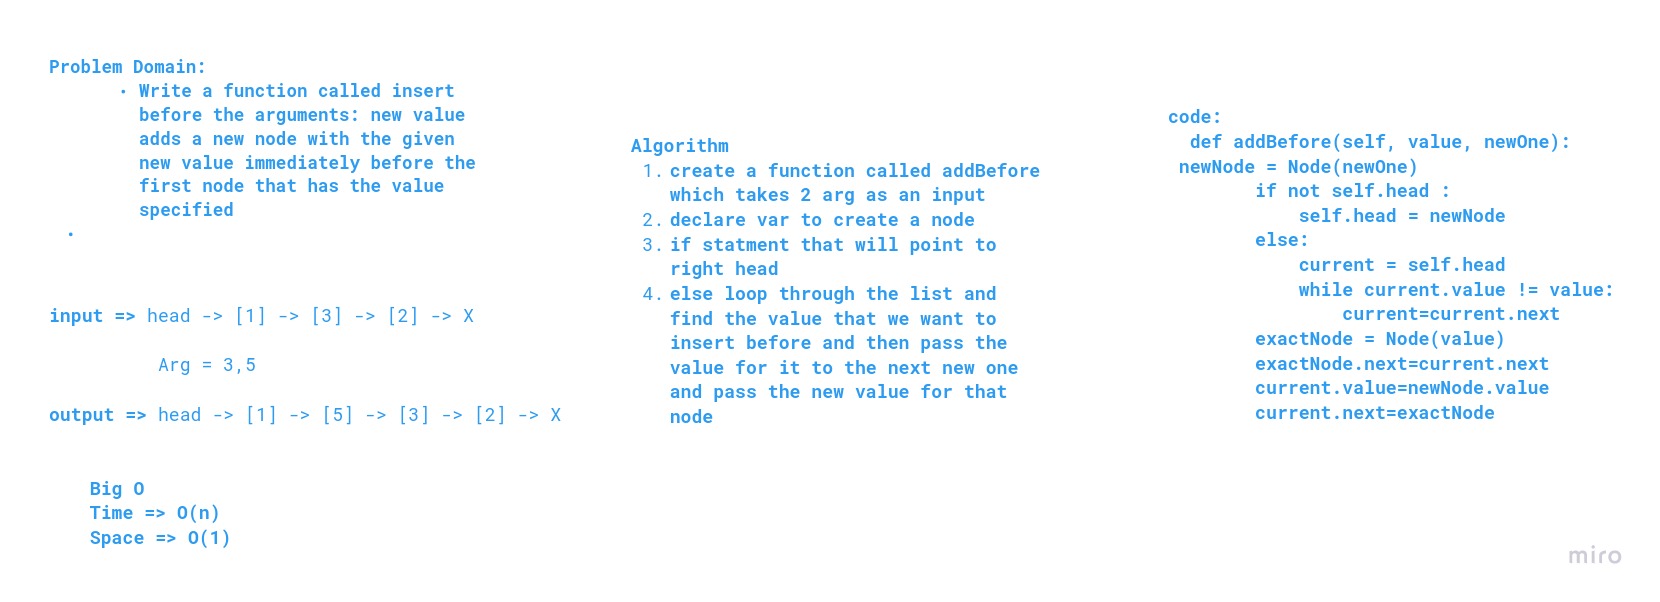 Problem Domain:
• Write a function called insert
before the arguments: new value
adds a new node with the given
new value immediately before the
first node that has the value
specified
•
input => head -> [1] -> [3] -> [2] -> X
Arg = 3,5
output => head -> [1] -> [5] -> [3] -> [2] -> X
Big O
Time => O(n)
Space => O(1)
Algorithm
1. create a function called addBefore
which takes 2 arg as an input
2. declare var to create a node
3. if statment that will point to
right head
4. else loop through the list and
find the value that we want to
insert before and then pass the
value for it to the next new one
and pass the new value for that
node
code:
def addBefore(self, value, newOne):
newNode = Node(newOne)
if not self.head :
self.head = newNode
else:
current = self.head
while current.value != value:
current=current.next
exactNode = Node(value)
exactNode.next=current.next
current.value=newNode.value
current.next=exactNode
miro